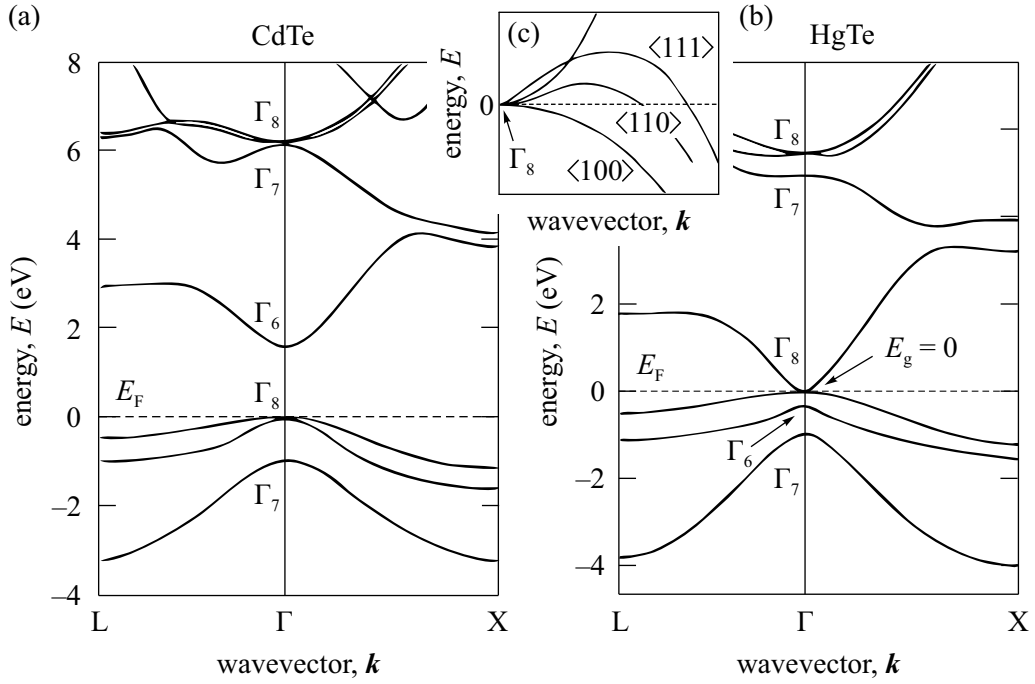 (a)
CdTe
energy, E (eV)
8
6
4
2
0
–2
–4
Γ8
Γ7
Γ6
EF
Γ8
Γ7
L
Γ
X
wavevector, k
(c)
energy, E
0
⟨111⟩
⟨110⟩
⟨100⟩
Γ8
wavevector, k
(b)
HgTe
energy, E (eV)
2
0
–2
–4
Γ8
Γ7
Γ8
Eg = 0
EF
Γ6
Γ7
L
Γ
X
wavevector, k